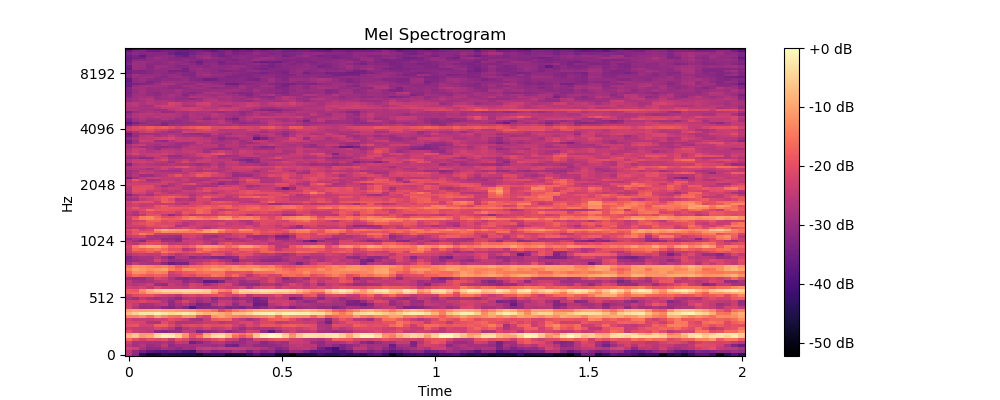 Mel Spectrogram
Hz
8192
4096
2048
1024
512
0
0 0.5 1 1.5 2
Time
+0 dB
-10 dB
-20 dB
-30 dB
-40 dB
-50 dB